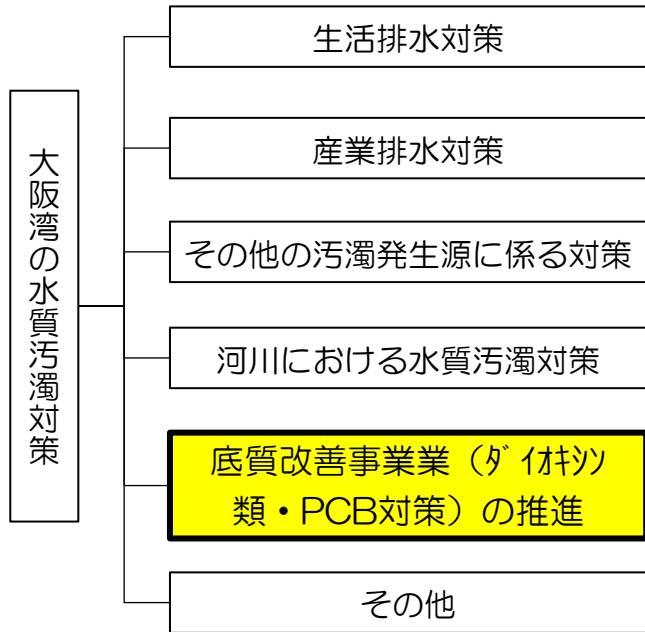 大阪湾の水質汚濁対策
生活排水対策
産業排水対策
その他の汚濁発生源に係る対策
河川における水質汚濁対策
底質改善事業業（ﾀﾞｲｵｷｼﾝ
類・PCB対策）の推進
その他